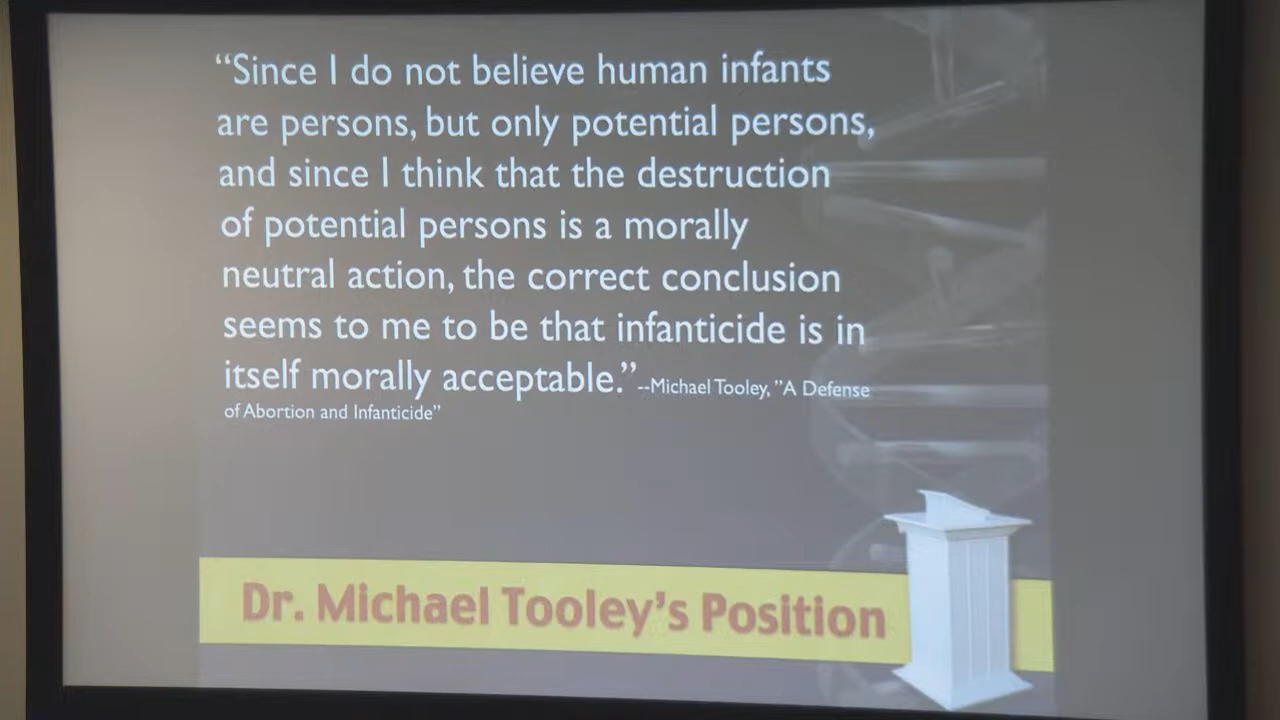 “Since I do not believe human infants
are persons, but only potential persons,
and since I think that the destruction
of potential persons is a morally
neutral action, the correct conclusion
seems to me to be that infanticide is in
itself morally acceptable.”--Michael Tooley, ”A Defense
of Abortion and Infanticide”
Dr. Michael Tooley’s Position